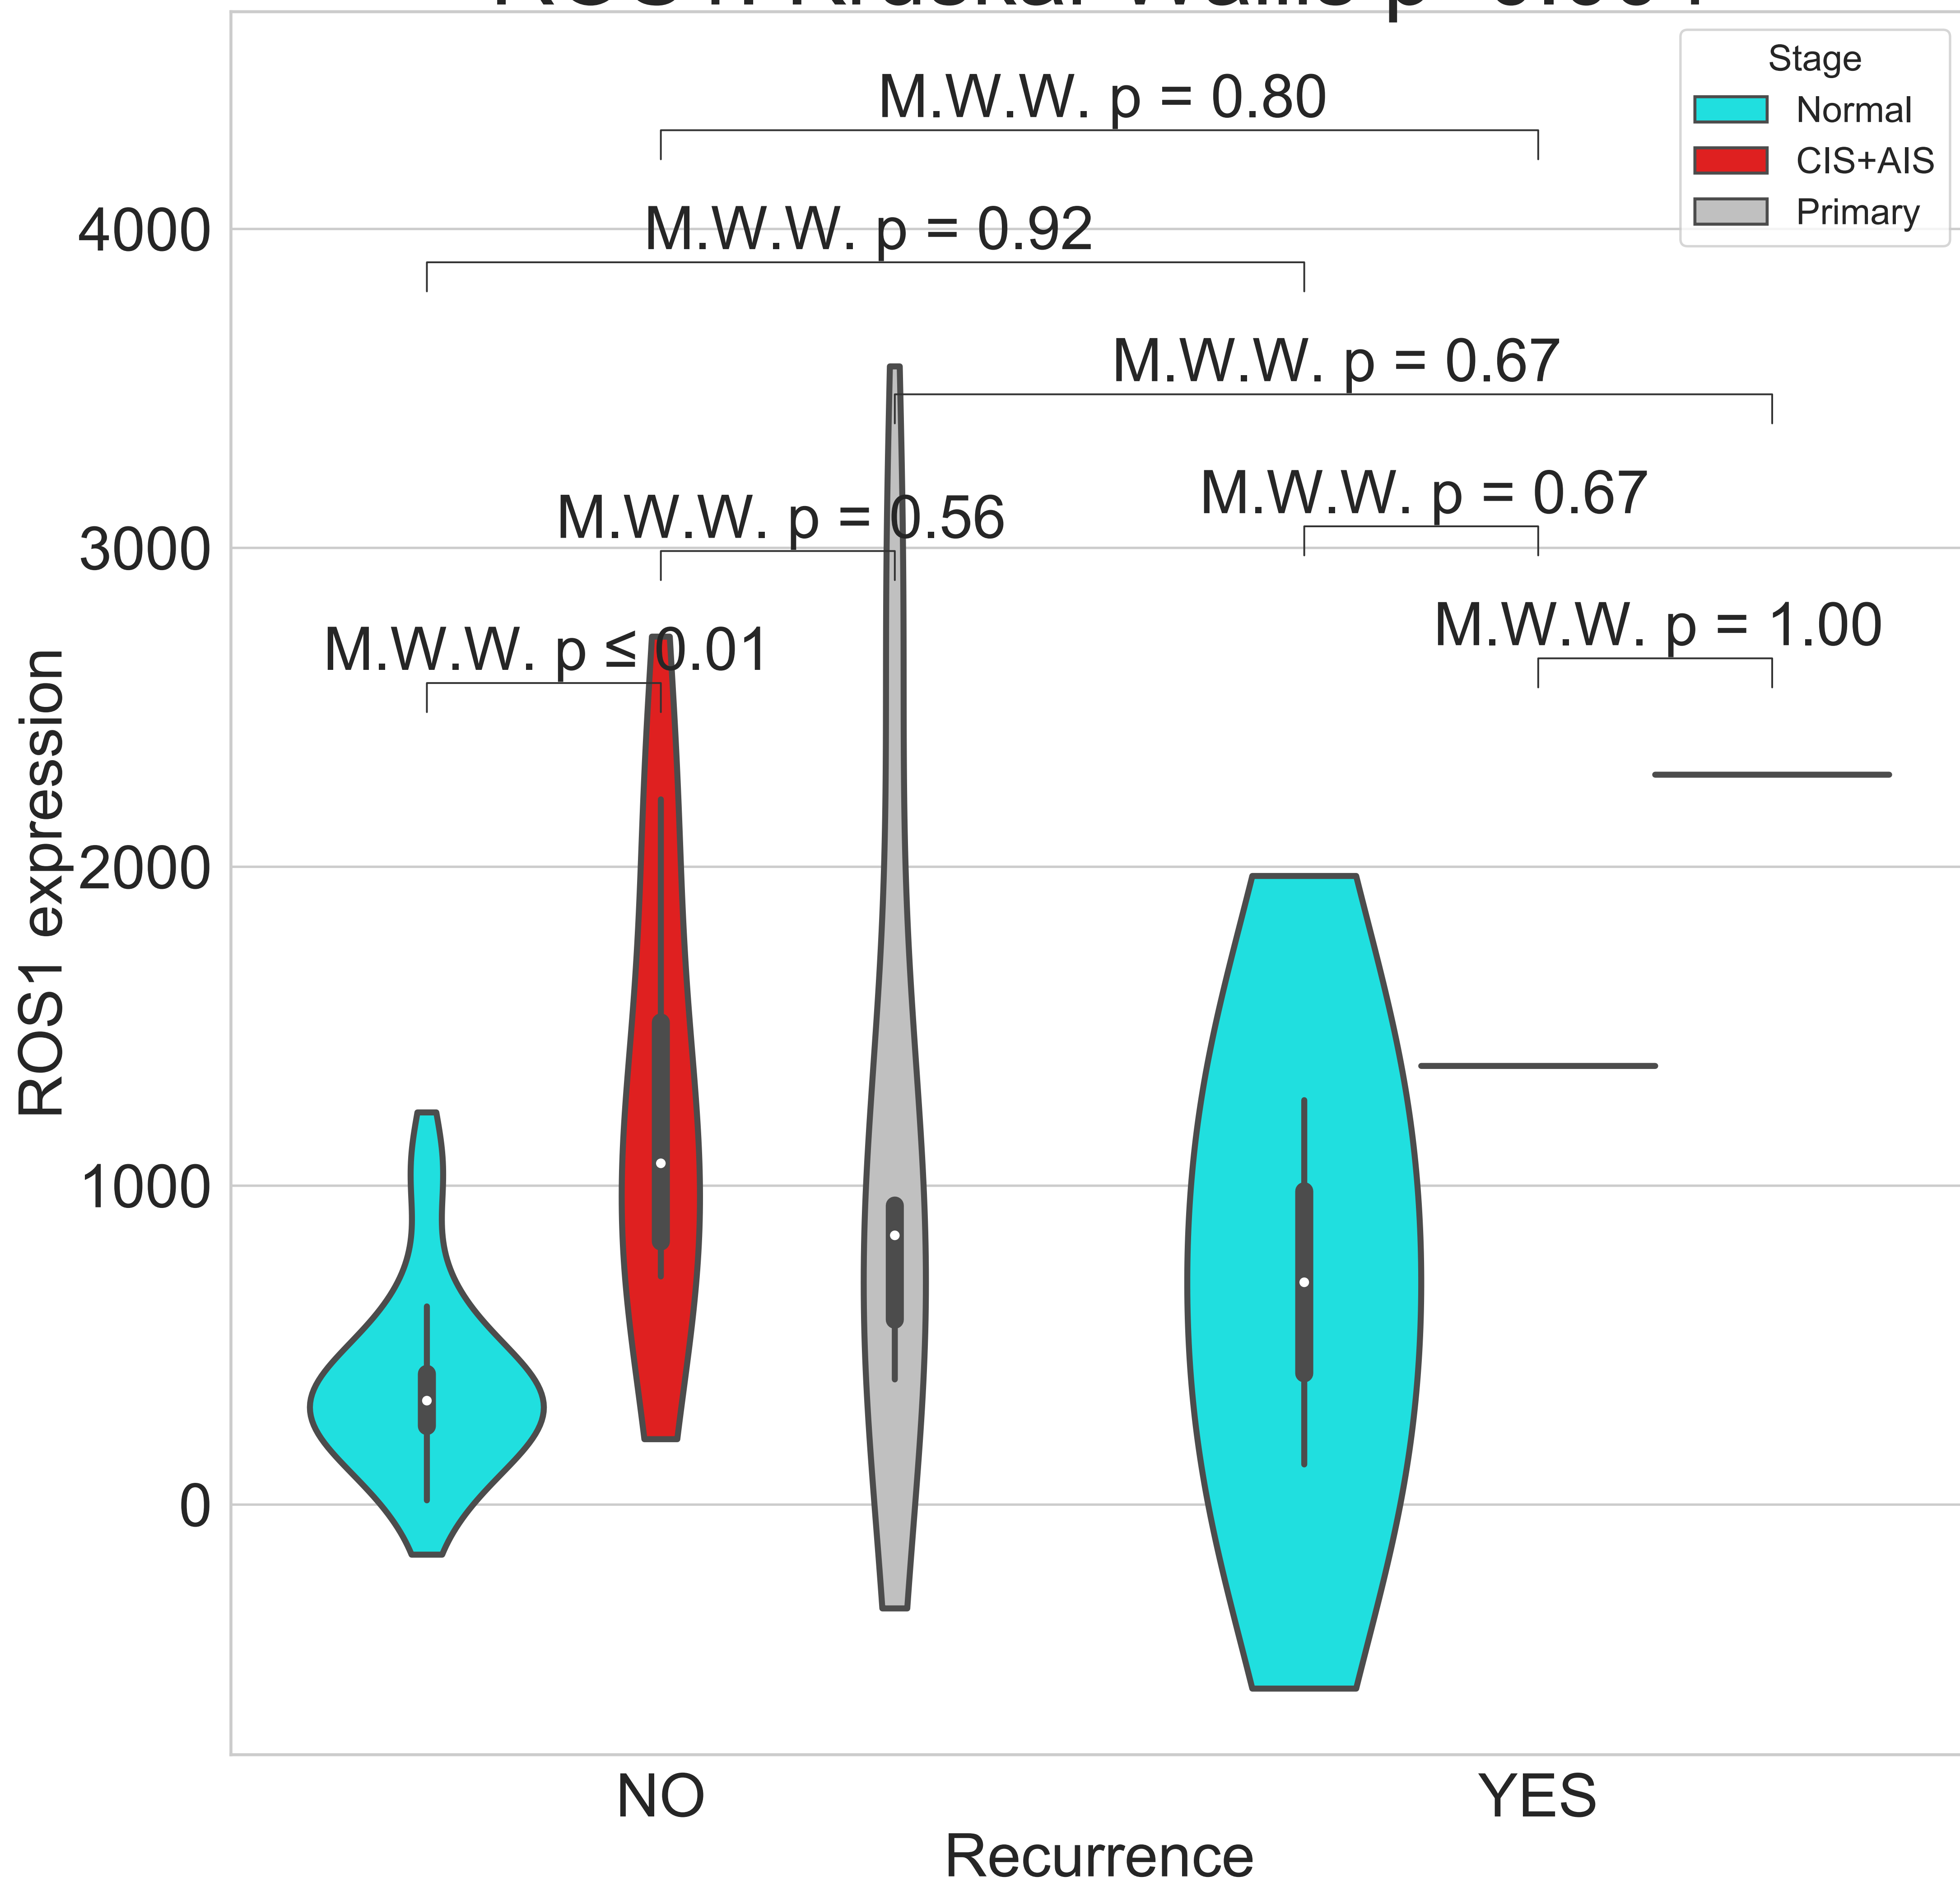 Stage
Normal
CIS+AIS
Primary
M.W.W. p = 0.80
M.W.W. p = 0.92
M.W.W. p = 0.67
M.W.W. p = 0.67
M.W.W. p = 0.56
M.W.W. p = 1.00
M.W.W. p ≤ 0.01
ROS1 expression
4000
3000
2000
1000
0
NO
YES
Recurrence